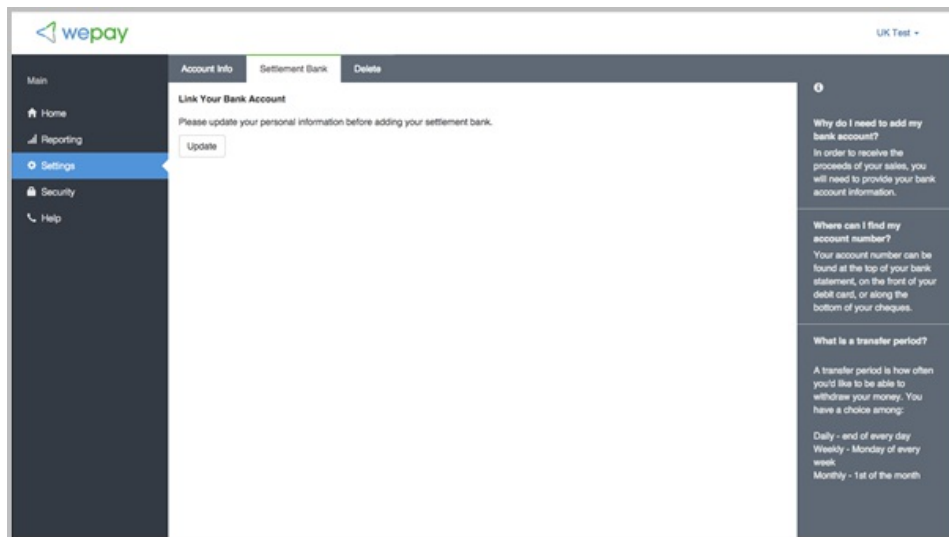 wepay
UK Test
Main
Home
Reporting
Settings
Security
Help
Account Info
Settlement Bank
Delete
Link Your Bank Account
Please update your personal information before adding your settlement bank.
Update
Why do I need to add my
bank account?
In order to receive the
proceeds of your sales, you
will need to provide your bank
account information.
Where can I find my
account number?
Your account number can be
found at the top of your bank
statement, on the front of your
debit card, or along the
bottom of your cheques.
What is a transfer period?
A transfer period is how often
you'd like to be able to
withdraw your money. You
have a choice among:
Daily - end of every day
Weekly - Monday of every
week
Monthly - 1st of the month